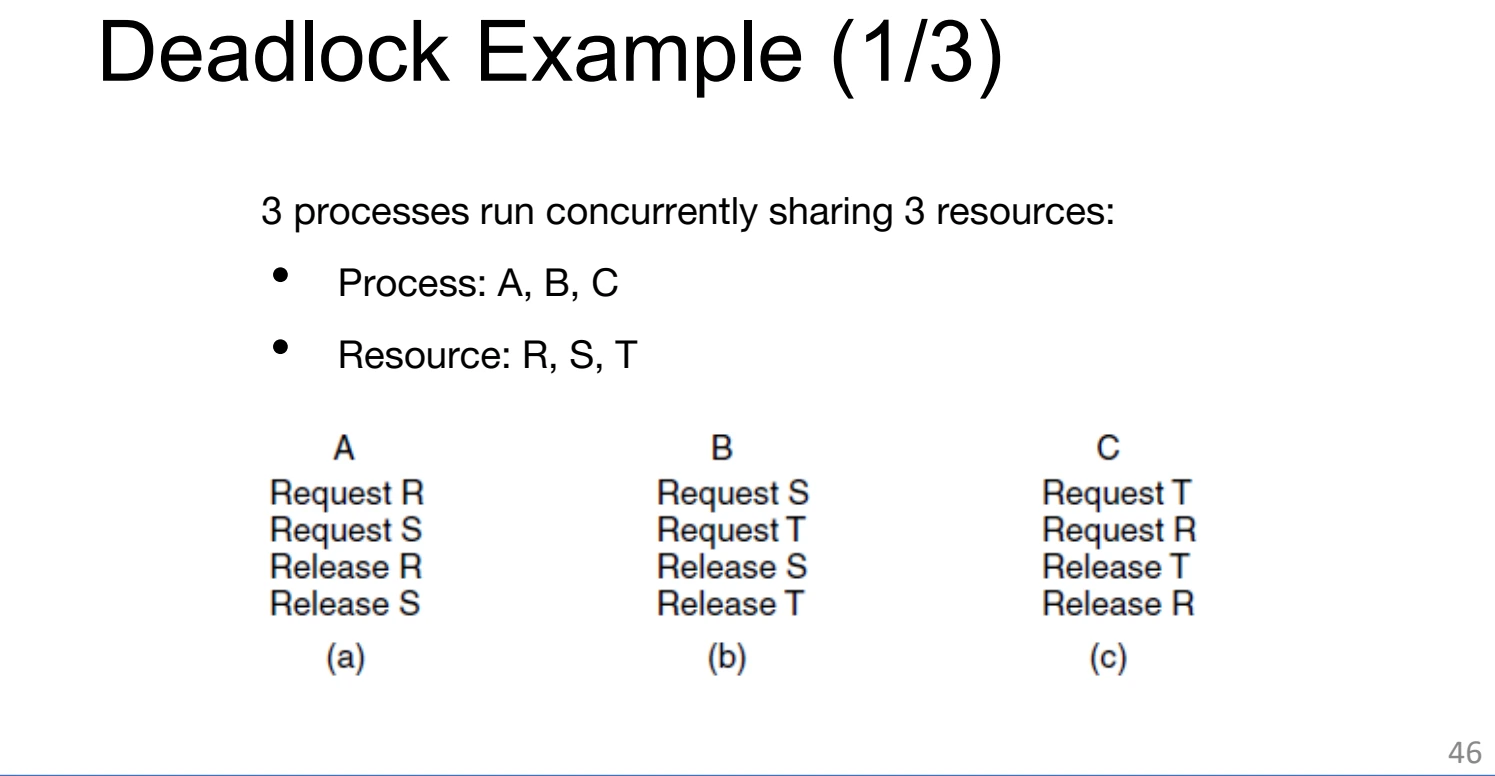 Deadlock Example (1/3)
3 processes run concurrently sharing 3 resources:
• Process: A, B, C
• Resource: R, S, T
A
Request R
Request S
Release R
Release S
(a)
B
Request S
Request T
Release S
Release T
(b)
C
Request T
Request R
Release T
Release R
(c)
46